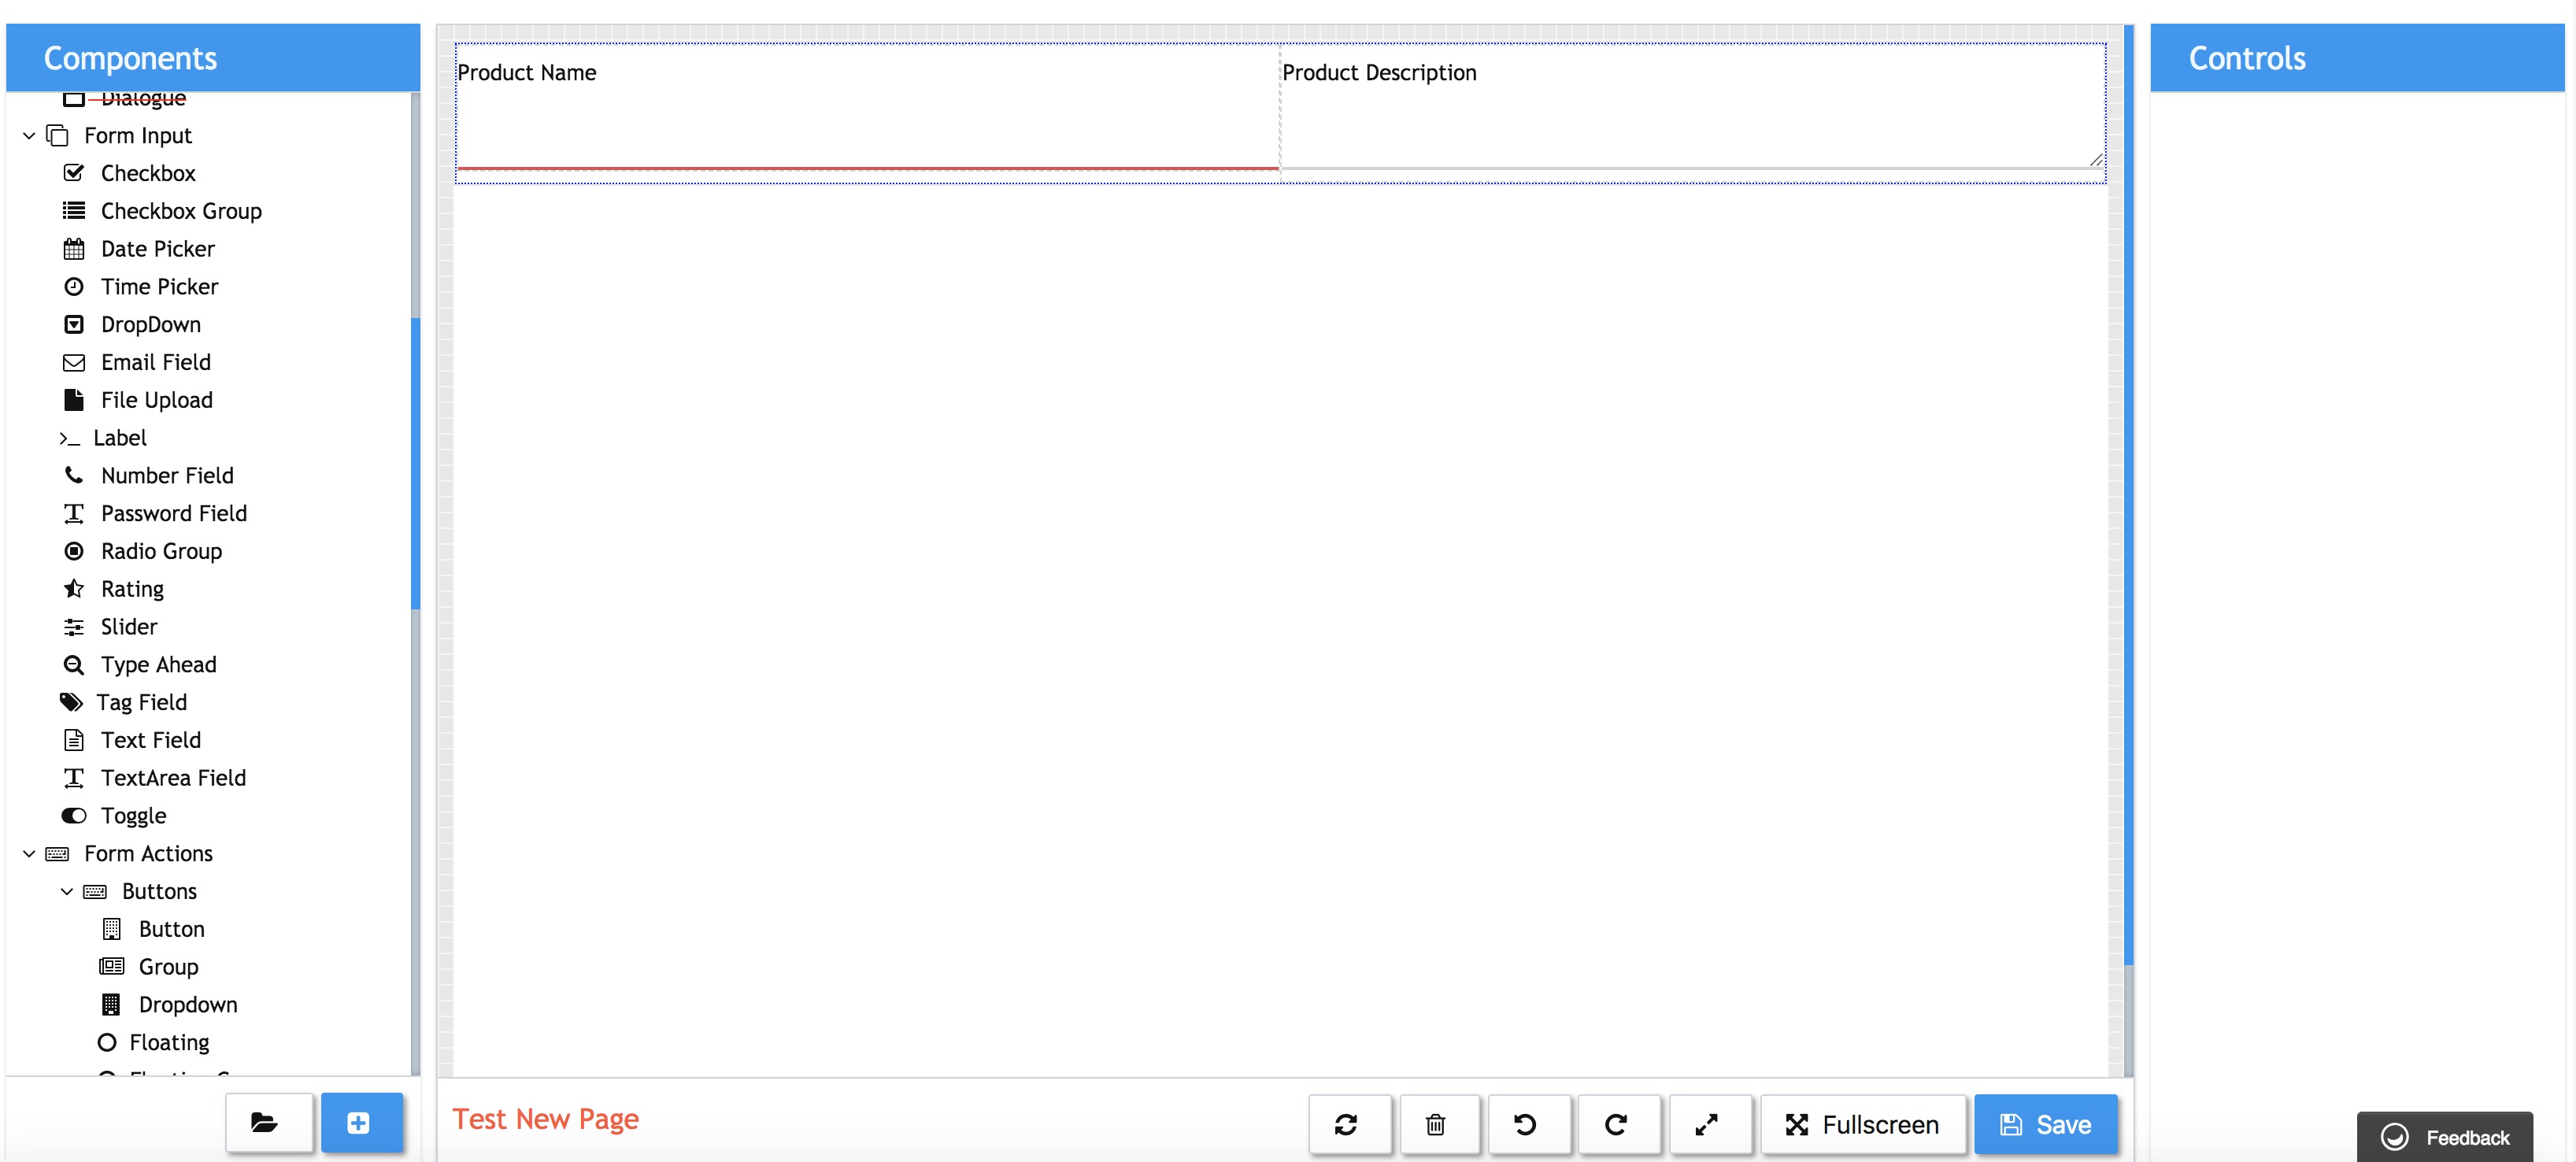 Components
Dialogue
Form Input
Checkbox
Checkbox Group
Date Picker
Time Picker
DropDown
Email Field
File Upload
Label
Number Field
Password Field
Radio Group
Rating
Slider
Type Ahead
Tag Field
Text Field
TextArea Field
Toggle
Form Actions
Buttons
Button
Group
Dropdown
Floating
Product Name
Product Description
Test New Page
Fullscreen
Save
Controls
Feedback